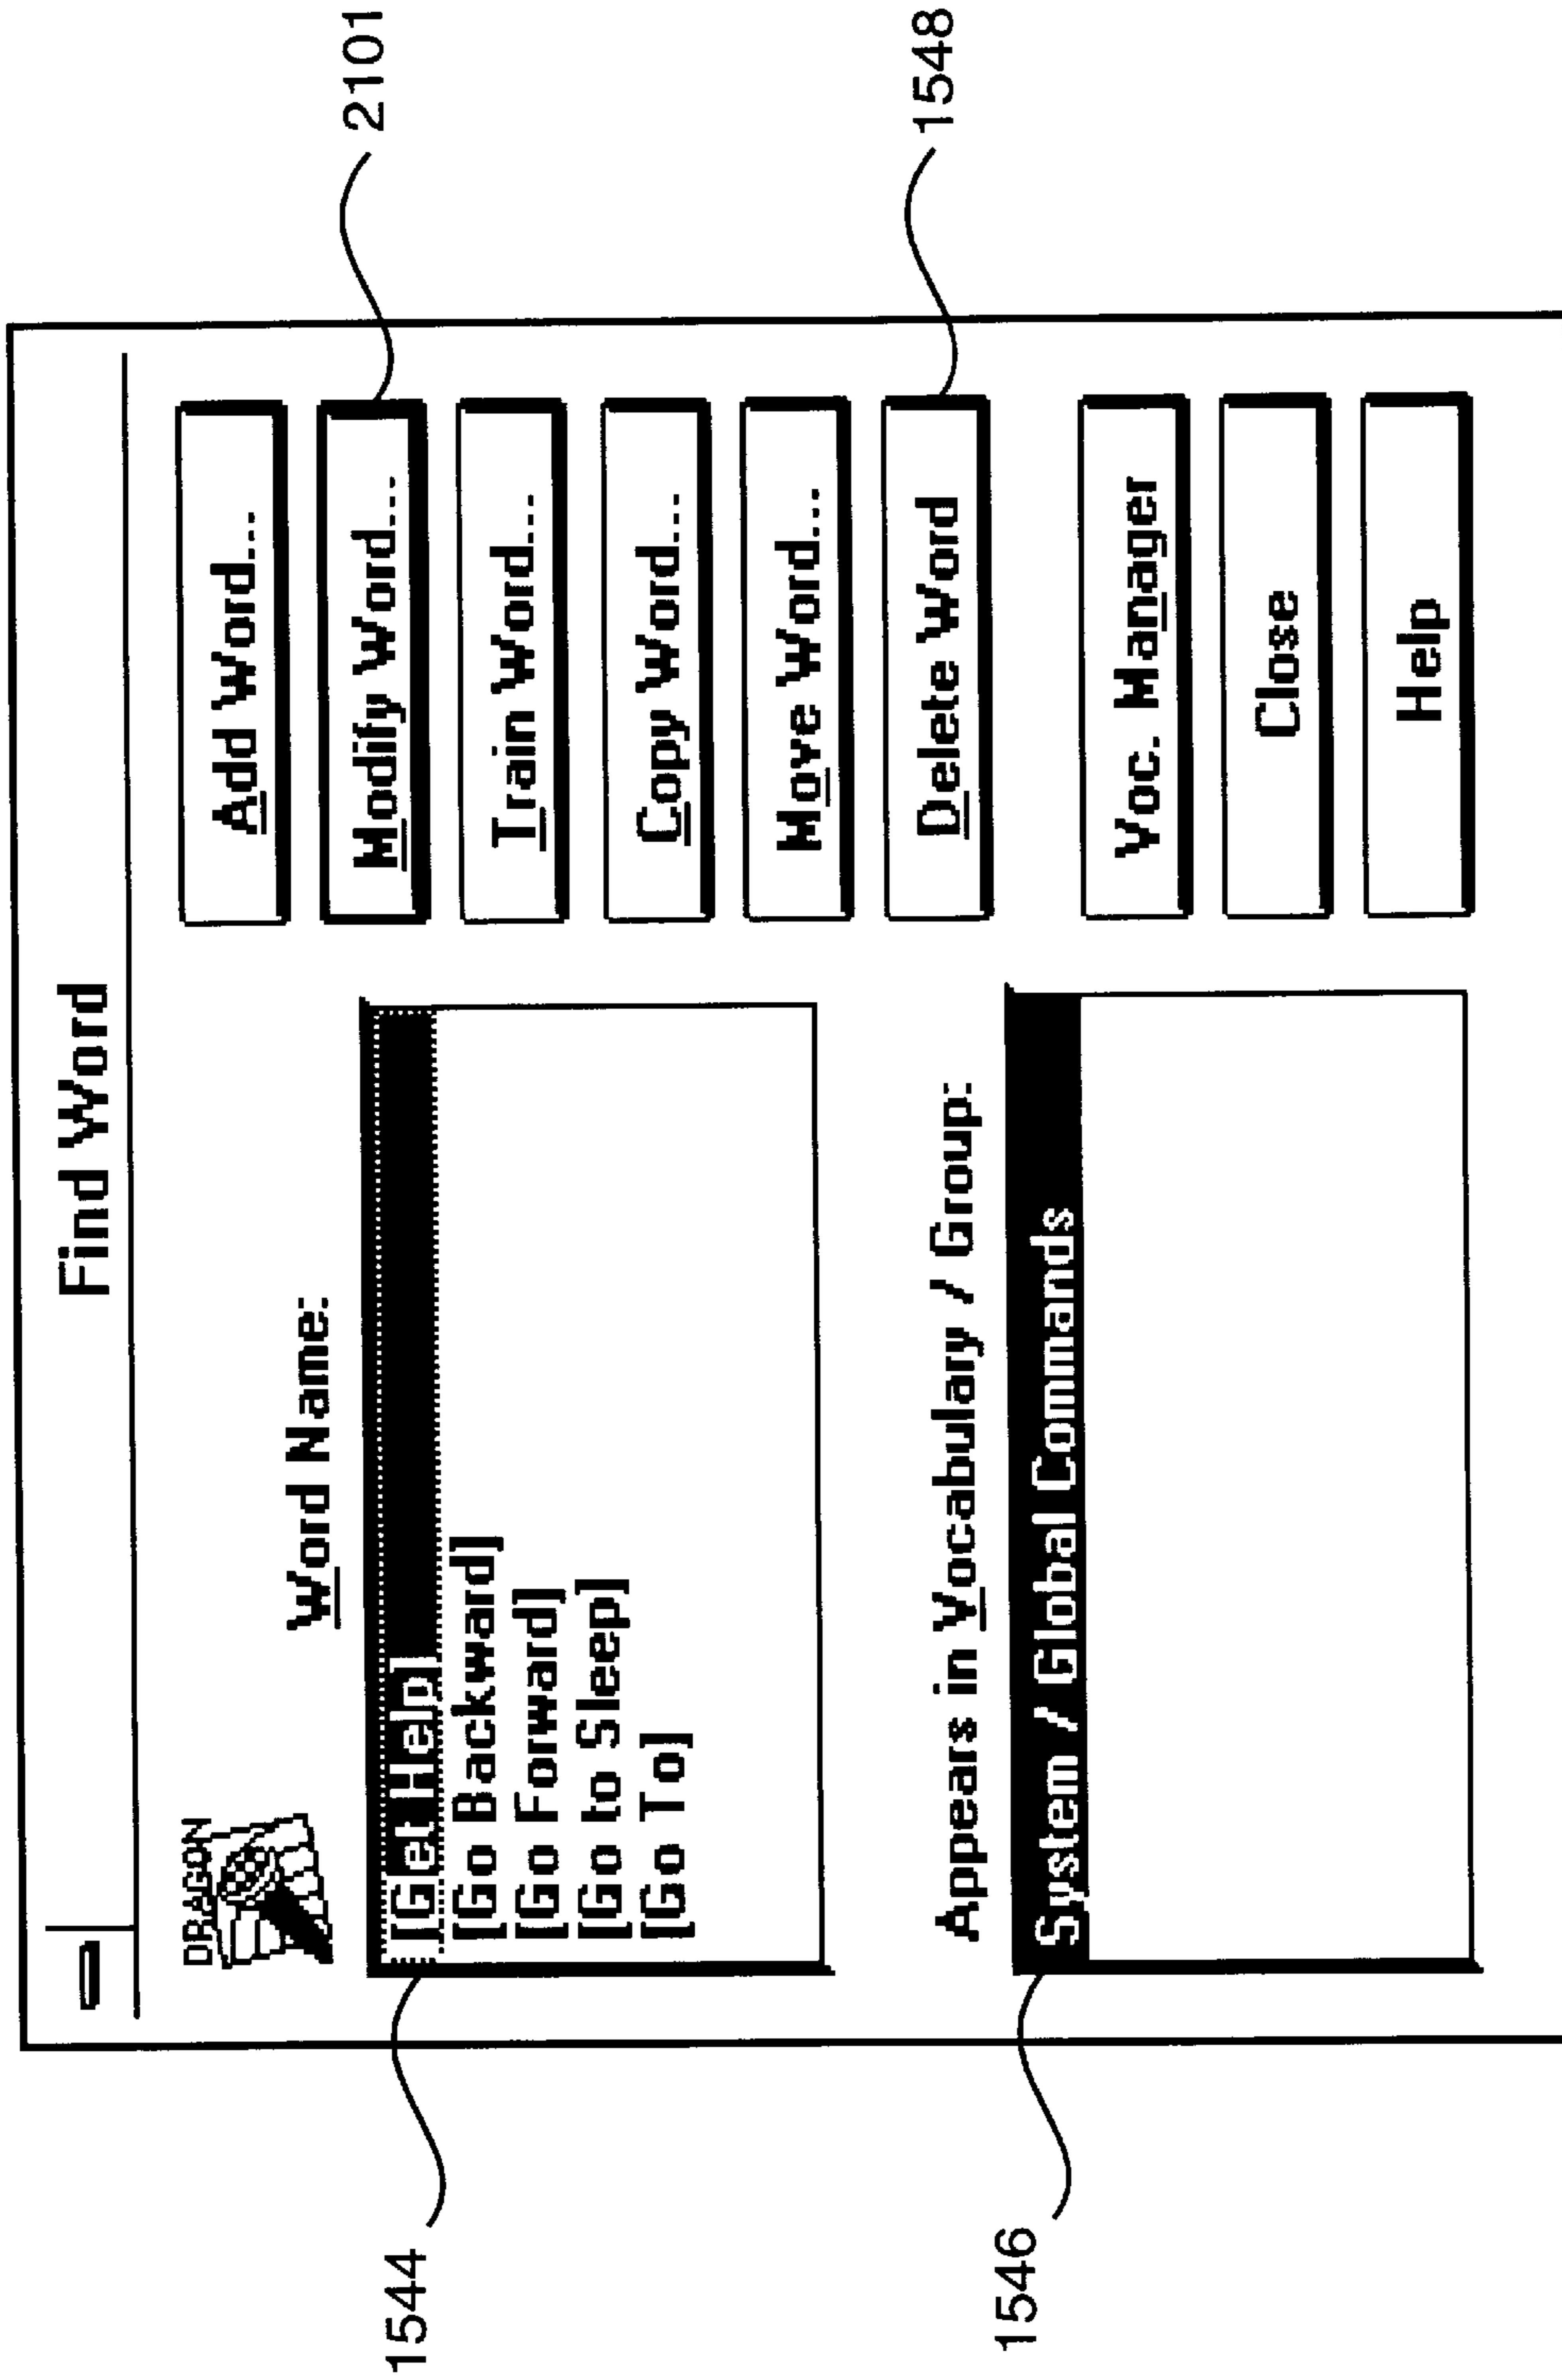 Find Word
DRAGON
Word Name:
[Get Help]
[Go Backward]
[Go Forward]
[Go to Sleep]
[Go To]
Appears in Vocabulary / Group:
System / Global Commands
Add Word...
Modify Word...
Train Word...
Copy Word...
Move Word...
Delete Word
Voc. Manager
Close
Help
1544
1546
2101
1548